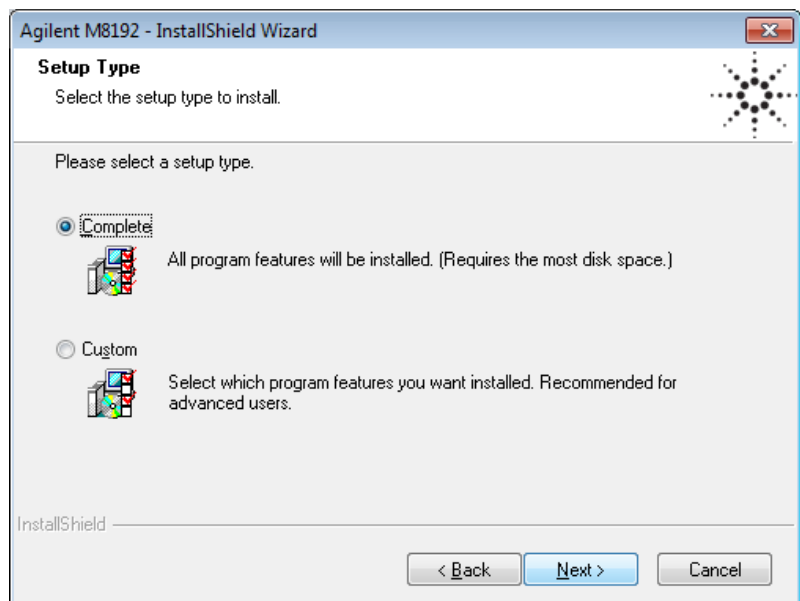 Agilent M8192 - InstallShield Wizard
Setup Type
Select the setup type to install.
Please select a setup type.
Complete
All program features will be installed. (Requires the most disk space.)
Custom
Select which program features you want installed. Recommended for
advanced users.
InstallShield
< Back
Next >
Cancel